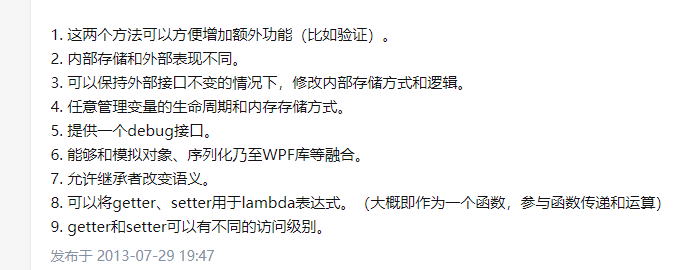 1. 这两个方法可以方便增加额外功能（比如验证）。
2. 内部存储和外部表现不同。
3. 可以保持外部接口不变的情况下，修改内部存储方式和逻辑。
4. 任意管理变量的生命周期和内存存储方式。
5. 提供一个debug接口。
6. 能够和模拟对象、序列化乃至WPF库等融合。
7. 允许继承者改变语义。
8. 可以将getter、setter用于lambda表达式。（大概即作为一个函数，参与函数传递和运算）
9. getter和setter可以有不同的访问级别。
发布于 2013-07-29 19:47